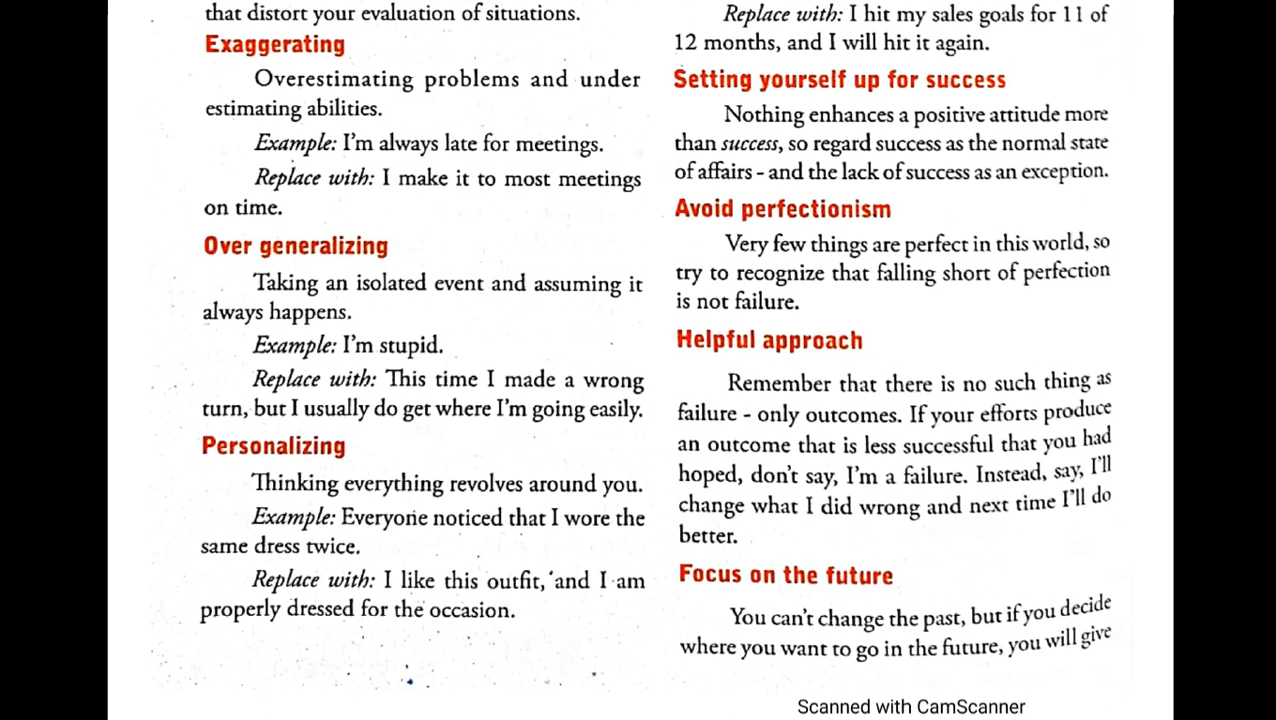 that distort your evaluation of situations.
Exaggerating
Overestimating problems and under
estimating abilities.
Example: I'm always late for meetings.
Replace with: I make it to most meetings
on time.
Over generalizing
Taking an isolated event and assuming it
always happens.
Example: I'm stupid.
Replace with: This time I made a wrong
turn, but I usually do get where I'm going easily.
Personalizing
Thinking everything revolves around you.
Example: Everyone noticed that I wore the
same dress twice.
Replace with: I like this outfit, and I am
properly dressed for the occasion.
Replace with: I hit my sales goals for 11 of
12 months, and I will hit it again.
Setting yourself up for success
Nothing enhances a positive attitude more
than success, so regard success as the normal state
of affairs - and the lack of success as an exception.
Avoid perfectionism
Very few things are perfect in this world, so
try to recognize that falling short of perfection
is not failure.
Helpful approach
Remember that there is no such thing as
failure - only outcomes. If your efforts produce
an outcome that is less successful that you had
hoped, don't say, I'm a failure. Instead, say, I'll
change what I did wrong and next time I'll do
better.
Focus on the future
You can't change the past, but if you decide
where you want to go in the future, you will give
Scanned with CamScanner